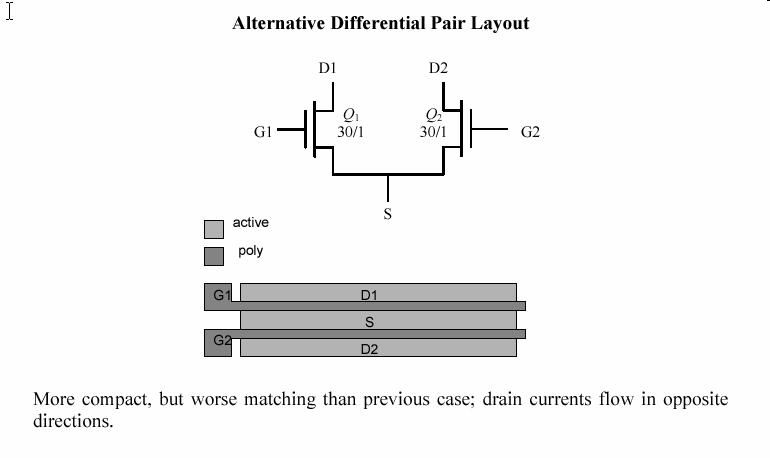 Alternative Differential Pair Layout
D1 D2
Q1 Q2
G1 30/1 30/1 G2
S
active
poly
G1 D1
S
G2
D2
More compact, but worse matching than previous case; drain currents flow in opposite
directions.